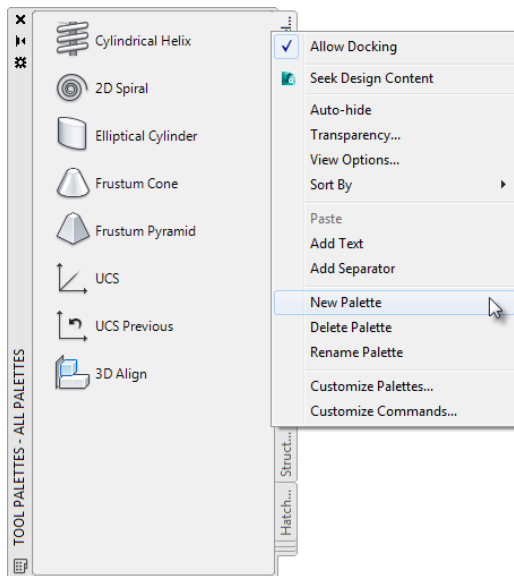 Cylindrical Helix
2D Spiral
Elliptical Cylinder
Frustum Cone
Frustum Pyramid
UCS
UCS Previous
3D Align
TOOL PALETTES - ALL PALETTES
Allow Docking
Seek Design Content
Auto-hide
Transparency...
View Options...
Sort By
Paste
Add Text
Add Separator
New Palette
Delete Palette
Rename Palette
Customize Palettes...
Customize Commands...
Struct...
Hatch...